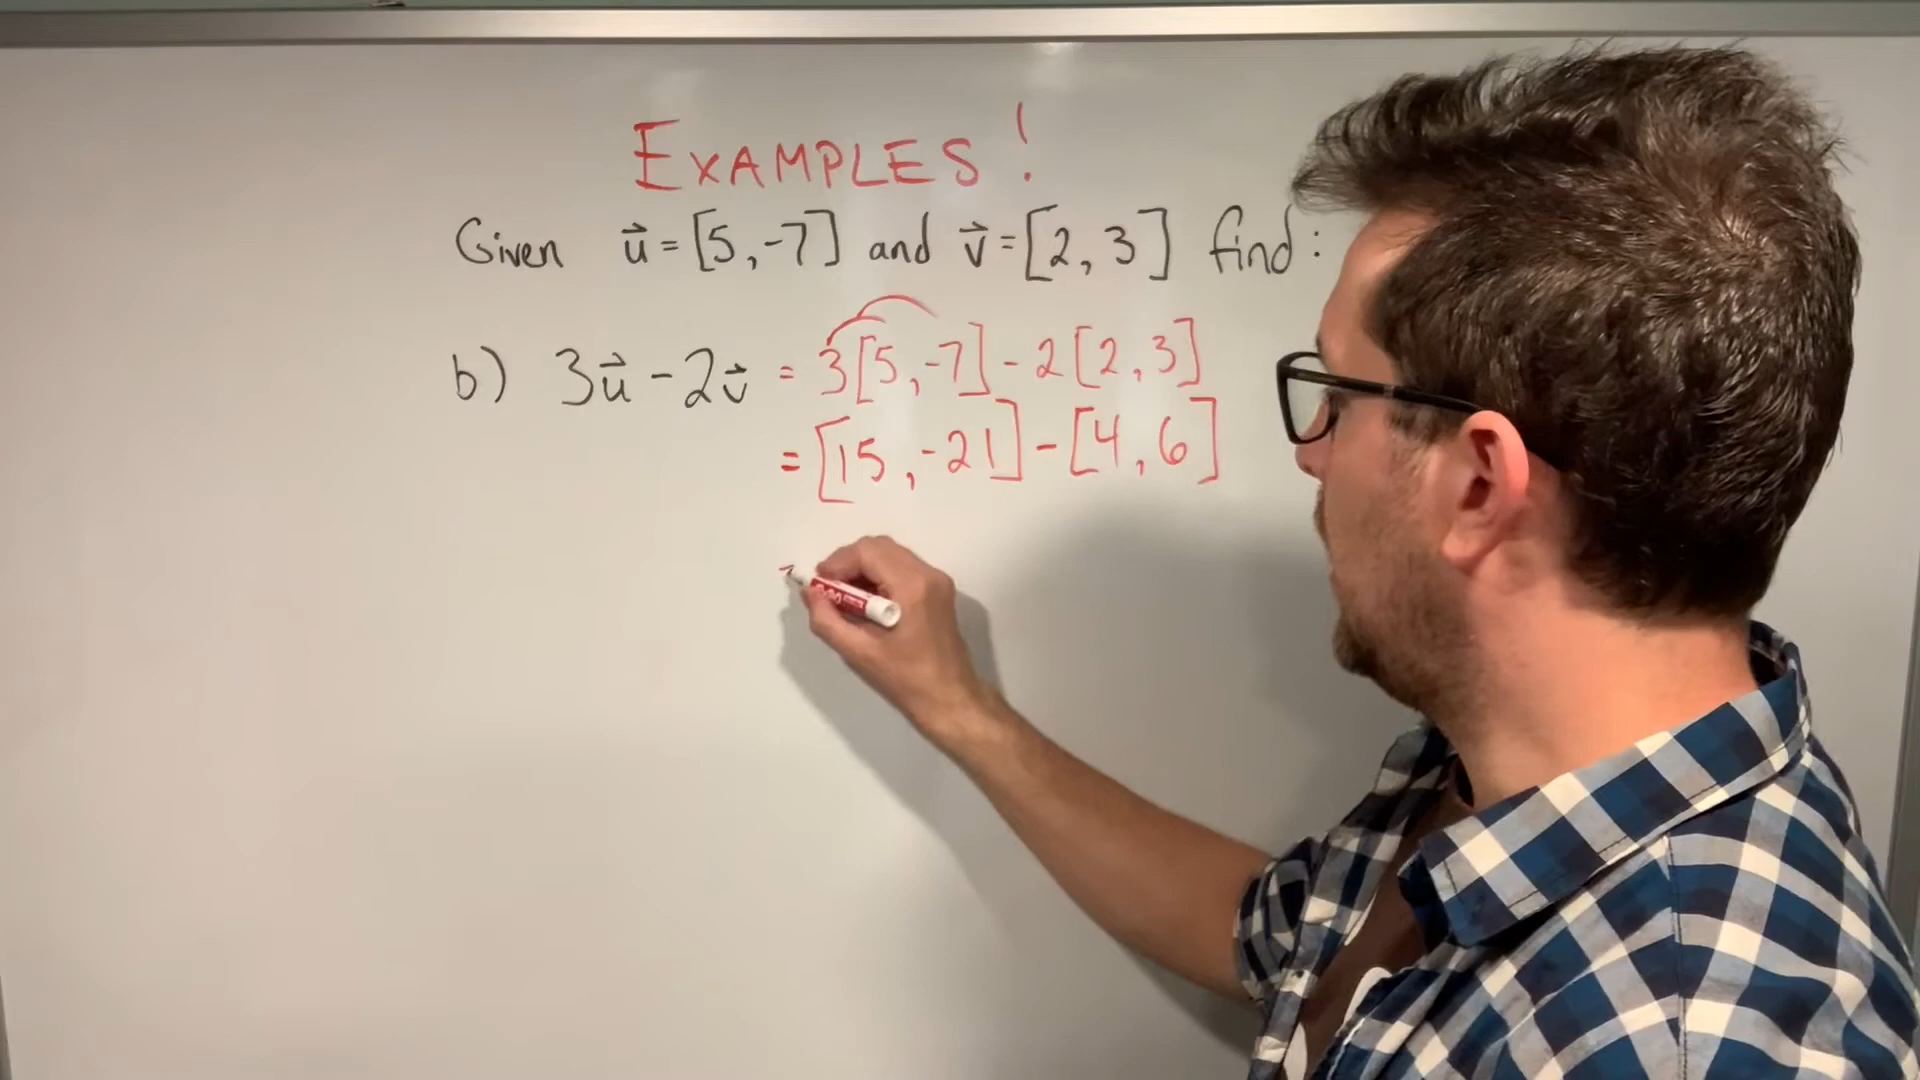 EXAMPLES!
Given u⃗ = [5, -7] and v⃗ = [2, 3] find:
b) 3u⃗ - 2v⃗ = 3[5, -7] - 2[2, 3]
= [15, -21] - [4, 6]